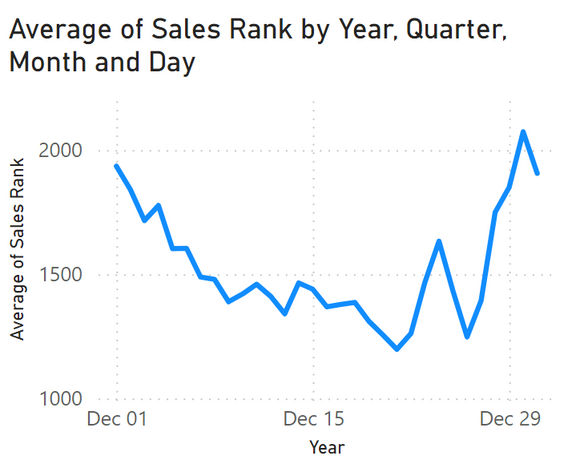 Average of Sales Rank by Year, Quarter,
Month and Day
Average of Sales Rank
2000
1500
1000
Dec 01
Dec 15
Dec 29
Year